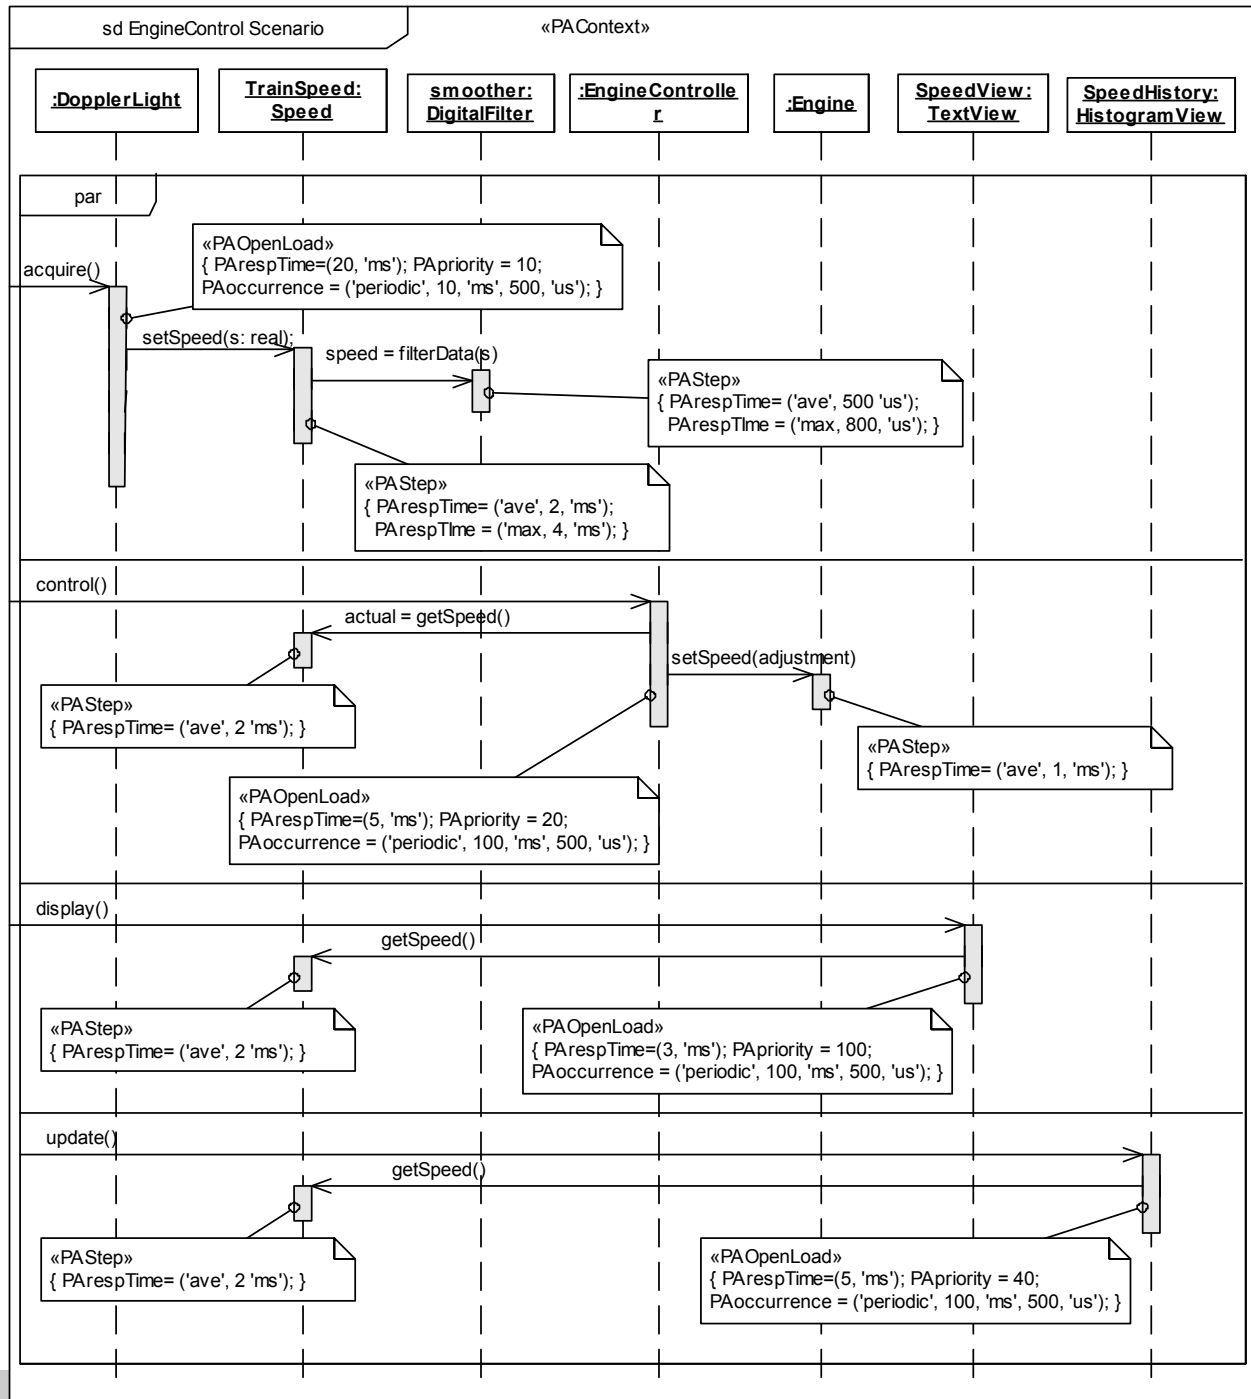 sd EngineControl Scenario
«PAContext»
:DopplerLight
TrainSpeed:
Speed
smoother:
DigitalFilter
:EngineControlle
r
:Engine
SpeedView:
TextView
SpeedHistory:
HistogramView
par
«PAOpenLoad»
{ PArespTime=(20, 'ms'); PApriority = 10;
PAoccurrence = ('periodic', 10, 'ms', 500, 'us'); }
acquire()
setSpeed(s: real);
speed = filterData(s)
«PAStep»
{ PArespTime= ('ave', 500 'us');
PArespTIme = ('max, 800, 'us'); }
«PAStep»
{ PArespTime= ('ave', 2, 'ms');
PArespTIme = ('max, 4, 'ms'); }
control()
actual = getSpeed()
setSpeed(adjustment)
«PAStep»
{ PArespTime= ('ave', 2 'ms'); }
«PAStep»
{ PArespTime= ('ave', 1, 'ms'); }
«PAOpenLoad»
{ PArespTime=(5, 'ms'); PApriority = 20;
PAoccurrence = ('periodic', 100, 'ms', 500, 'us'); }
display()
getSpeed()
«PAStep»
{ PArespTime= ('ave', 2 'ms'); }
«PAOpenLoad»
{ PArespTime=(3, 'ms'); PApriority = 100;
PAoccurrence = ('periodic', 100, 'ms', 500, 'us'); }
update()
getSpeed()
«PAStep»
{ PArespTime= ('ave', 2 'ms'); }
«PAOpenLoad»
{ PArespTime=(5, 'ms'); PApriority = 40;
PAoccurrence = ('periodic', 100, 'ms', 500, 'us'); }